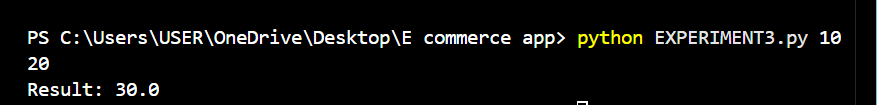 PS C:\Users\USER\OneDrive\Desktop\E commerce app> python EXPERIMENT3.py 10
20
Result: 30.0